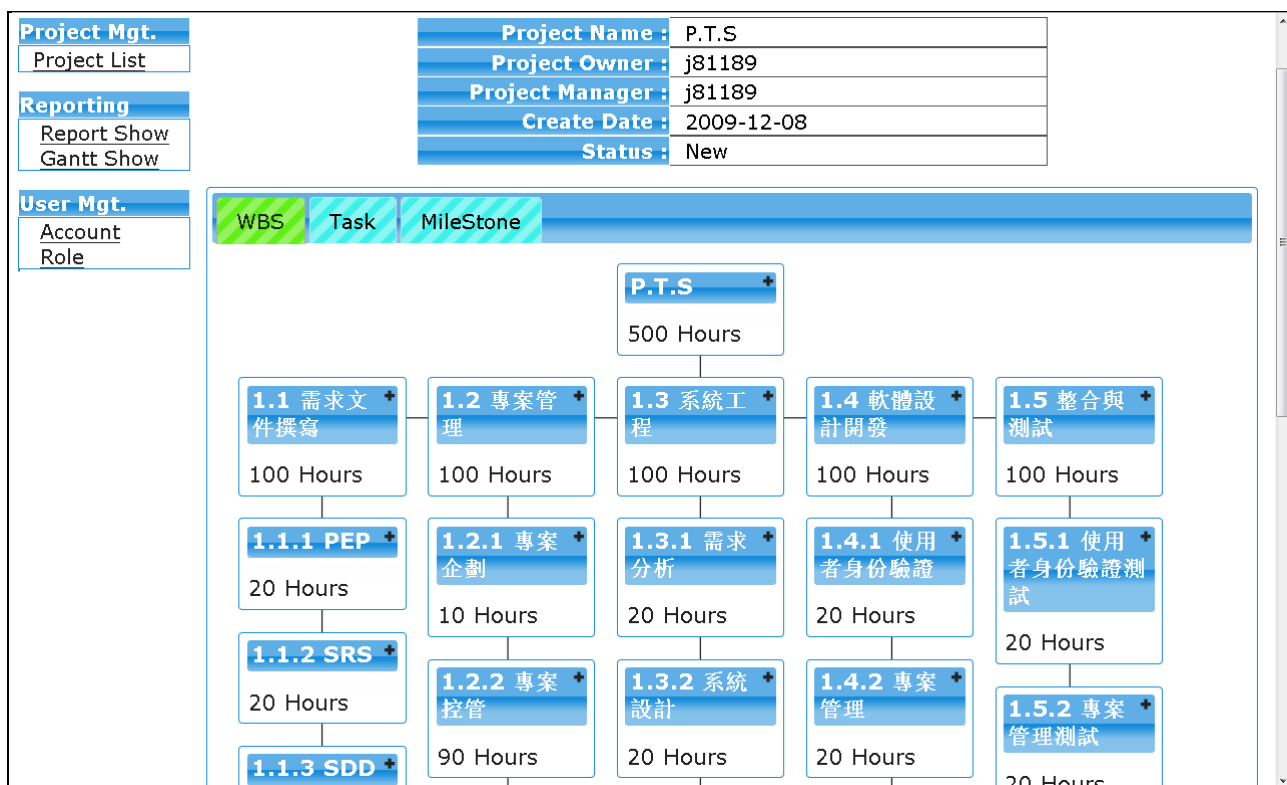 Project Mgt.
Project List
Reporting
Report Show
Gantt Show
User Mgt.
Account
Role
Project Name : P.T.S
Project Owner : j81189
Project Manager : j81189
Create Date : 2009-12-08
Status : New
WBS Task MileStone
P.T.S
500 Hours
1.1 需求文
件撰寫
100 Hours
1.2 專案管
理
100 Hours
1.3 系統工
程
100 Hours
1.4 軟體設
計開發
100 Hours
1.5 整合與
測試
100 Hours
1.1.1 PEP
20 Hours
1.2.1 專案
企劃
10 Hours
1.3.1 需求
分析
20 Hours
1.4.1 使用
者身份驗證
20 Hours
1.5.1 使用
者身份驗證測
試
20 Hours
1.1.2 SRS
20 Hours
1.2.2 專案
控管
90 Hours
1.3.2 系統
設計
20 Hours
1.4.2 專案
管理
20 Hours
1.5.2 專案
管理測試
20 Hours
1.1.3 SDD